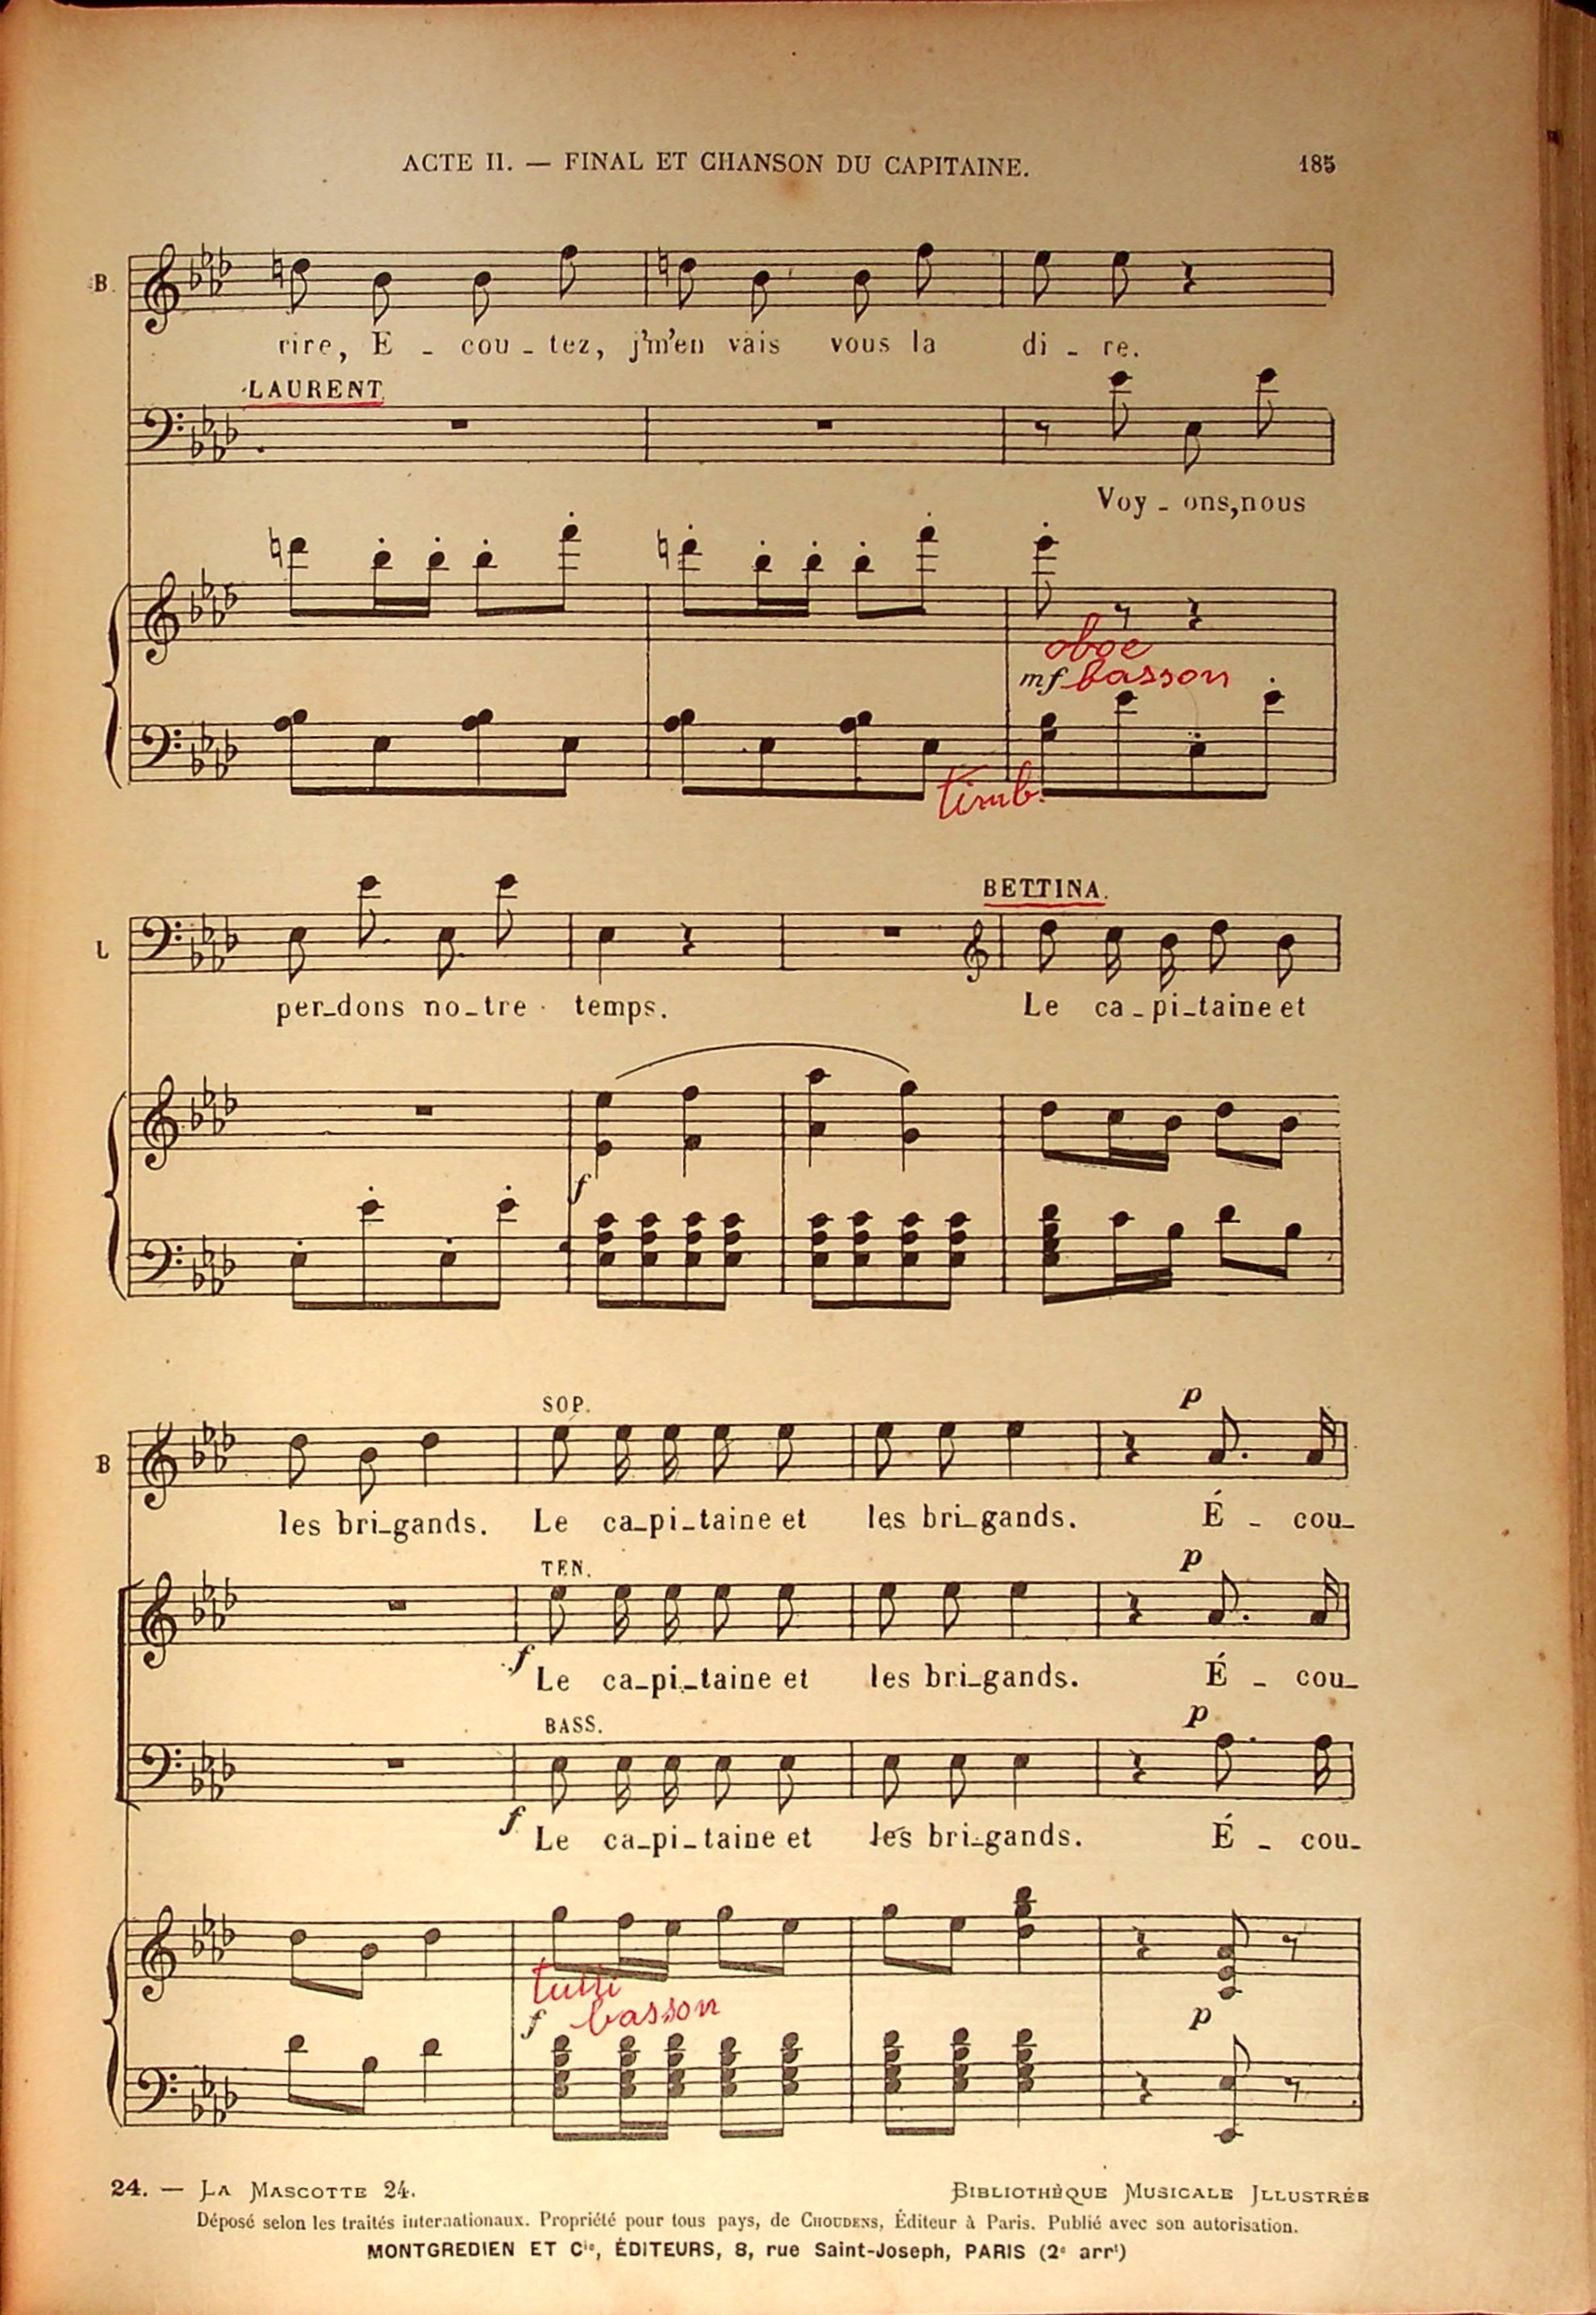 ACTE II. — FINAL ET CHANSON DU CAPITAINE. 185
B.
rire, E - cou - tez, j'm'en vais vous la di - re.
LAURENT.
Voy - ons, nous
oboe
mf basson
timb.
BETTINA.
L
per_dons no_tre temps. Le ca_pi_taine et
f
SOP. p
B
les bri_gands. Le ca_pi_taine et les bri_gands. É - cou_
TEN. p
f Le ca_pi_taine et les bri_gands. É - cou_
BASS. p
f Le ca_pi_taine et les bri_gands. É - cou_
tutti
f basson p
24. — LA MASCOTTE 24. BIBLIOTHÈQUE MUSICALE ILLUSTRÉE
Déposé selon les traités internationaux. Propriété pour tous pays, de CHOUDENS, Éditeur à Paris. Publié avec son autorisation.
MONTGREDIEN ET Cie, ÉDITEURS, 8, rue Saint-Joseph, PARIS (2e arrt)